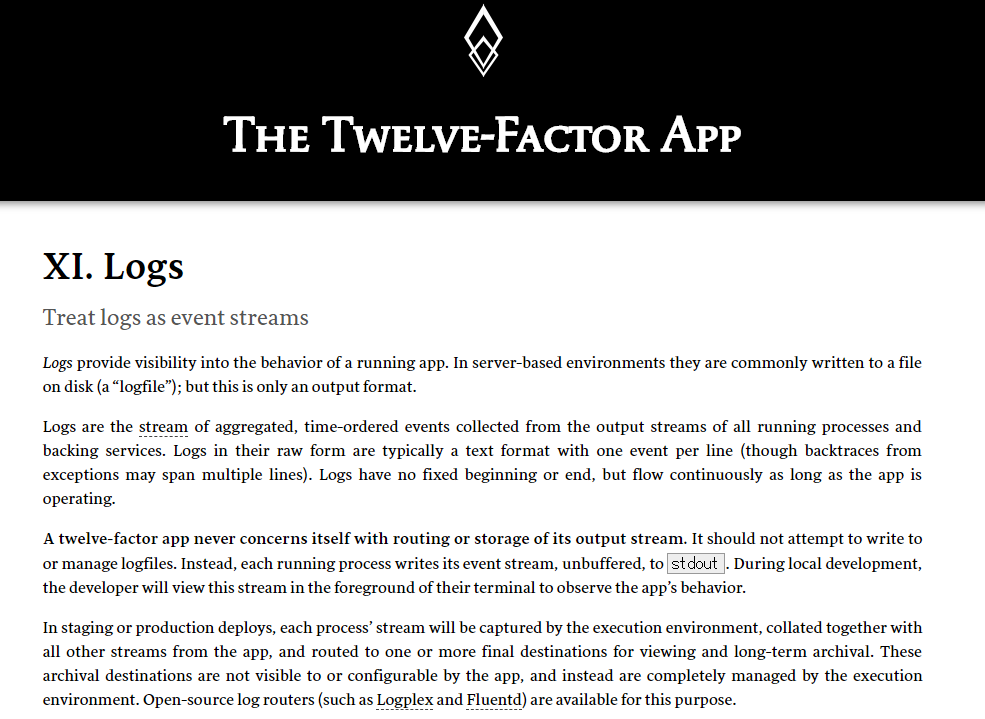 The Twelve-Factor App
XI. Logs
Treat logs as event streams
Logs provide visibility into the behavior of a running app. In server-based environments they are commonly written to a file
on disk (a “logfile”); but this is only an output format.
Logs are the stream of aggregated, time-ordered events collected from the output streams of all running processes and
backing services. Logs in their raw form are typically a text format with one event per line (though backtraces from
exceptions may span multiple lines). Logs have no fixed beginning or end, but flow continuously as long as the app is
operating.
A twelve-factor app never concerns itself with routing or storage of its output stream. It should not attempt to write to
or manage logfiles. Instead, each running process writes its event stream, unbuffered, to stdout. During local development,
the developer will view this stream in the foreground of their terminal to observe the app’s behavior.
In staging or production deploys, each process’ stream will be captured by the execution environment, collated together with
all other streams from the app, and routed to one or more final destinations for viewing and long-term archival. These
archival destinations are not visible to or configurable by the app, and instead are completely managed by the execution
environment. Open-source log routers (such as Logplex and Fluentd) are available for this purpose.